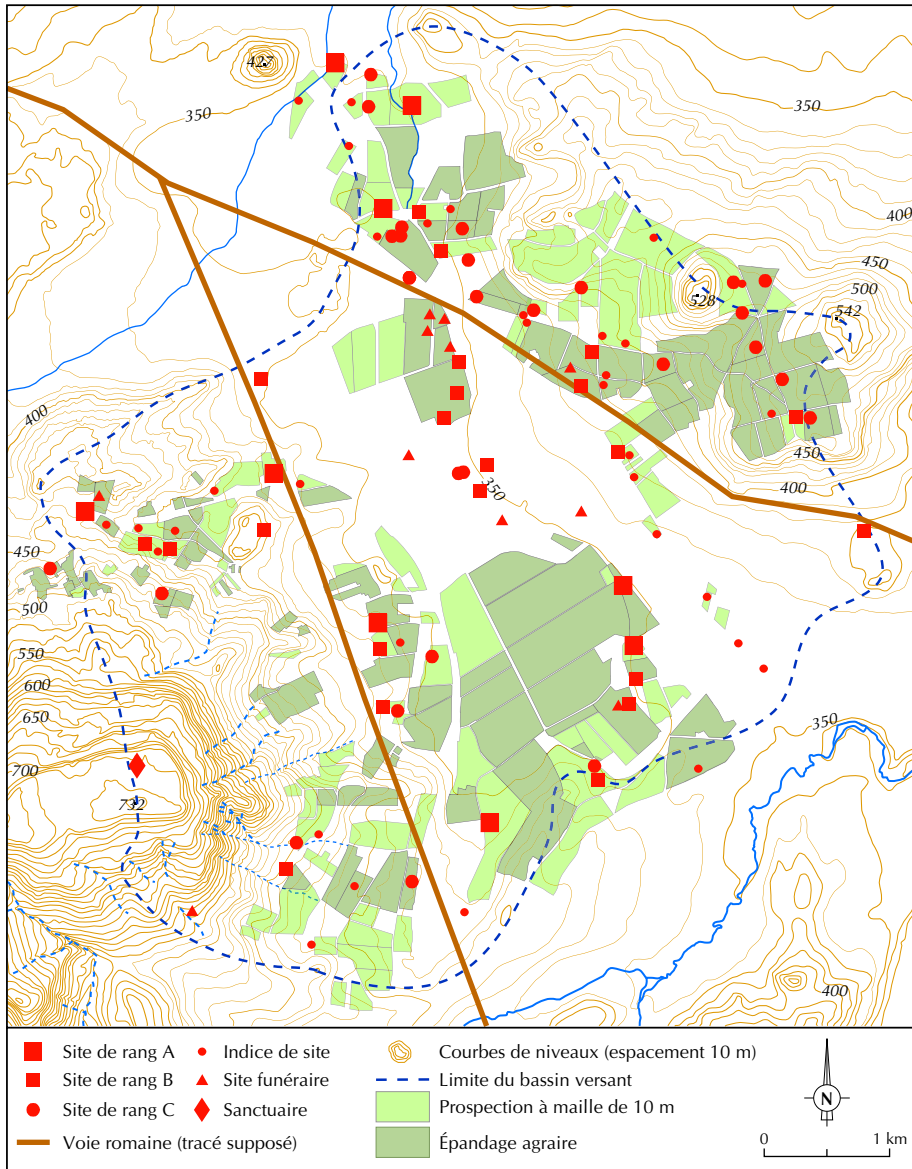 427
350
350
400
450
500
528
542
400
450
400
350
450
500
550
600
650
700
732
350
400
Site de rang A
Indice de site
Courbes de niveaux (espacement 10 m)
Site de rang B
Site funéraire
Limite du bassin versant
Site de rang C
Sanctuaire
Prospection à maille de 10 m
Voie romaine (tracé supposé)
Épandage agraire
N
0 1 km